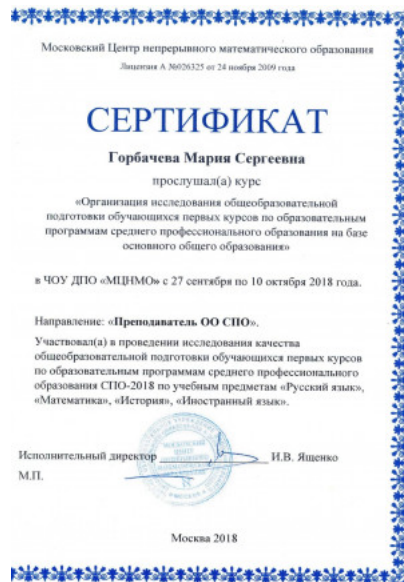 Московский Центр непрерывного математического образования
Лицензия А №026325 от 24 ноября 2009 года
СЕРТИФИКАТ
Горбачева Мария Сергеевна
прослушал(а) курс
«Организация исследования общеобразовательной
подготовки обучающихся первых курсов по образовательным
программам среднего профессионального образования на базе
основного общего образования»
в ЧОУ ДПО «МЦНМО» с 27 сентября по 10 октября 2018 года.
Направление: «Преподаватель ОО СПО».
Участвовал(а) в проведении исследования качества
общеобразовательной подготовки обучающихся первых курсов
по образовательным программам среднего профессионального
образования СПО-2018 по учебным предметам «Русский язык»,
«Математика», «История», «Иностранный язык».
Исполнительный директор И.В. Ященко
М.П.
Москва 2018